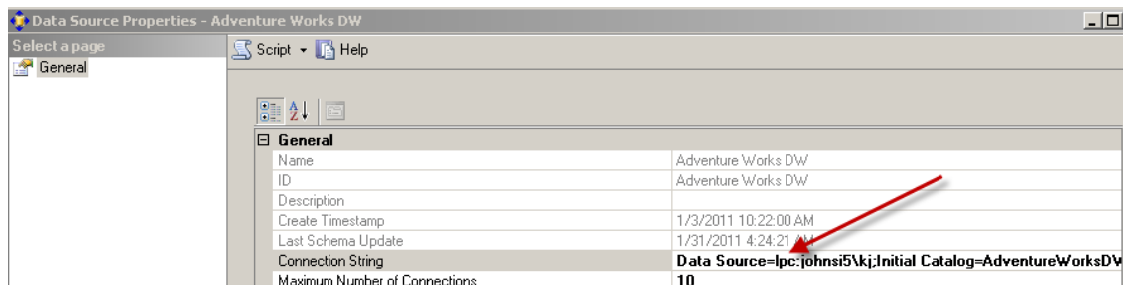 Data Source Properties - Adventure Works DW
Select a page
Script Help
General
General
Name Adventure Works DW
ID Adventure Works DW
Description
Create Timestamp 1/3/2011 10:22:00 AM
Last Schema Update 1/31/2011 4:24:21 AM
Connection String Data Source=lpc:johnsi5\kj;Initial Catalog=AdventureWorksDW
Maximum Number of Connections 10